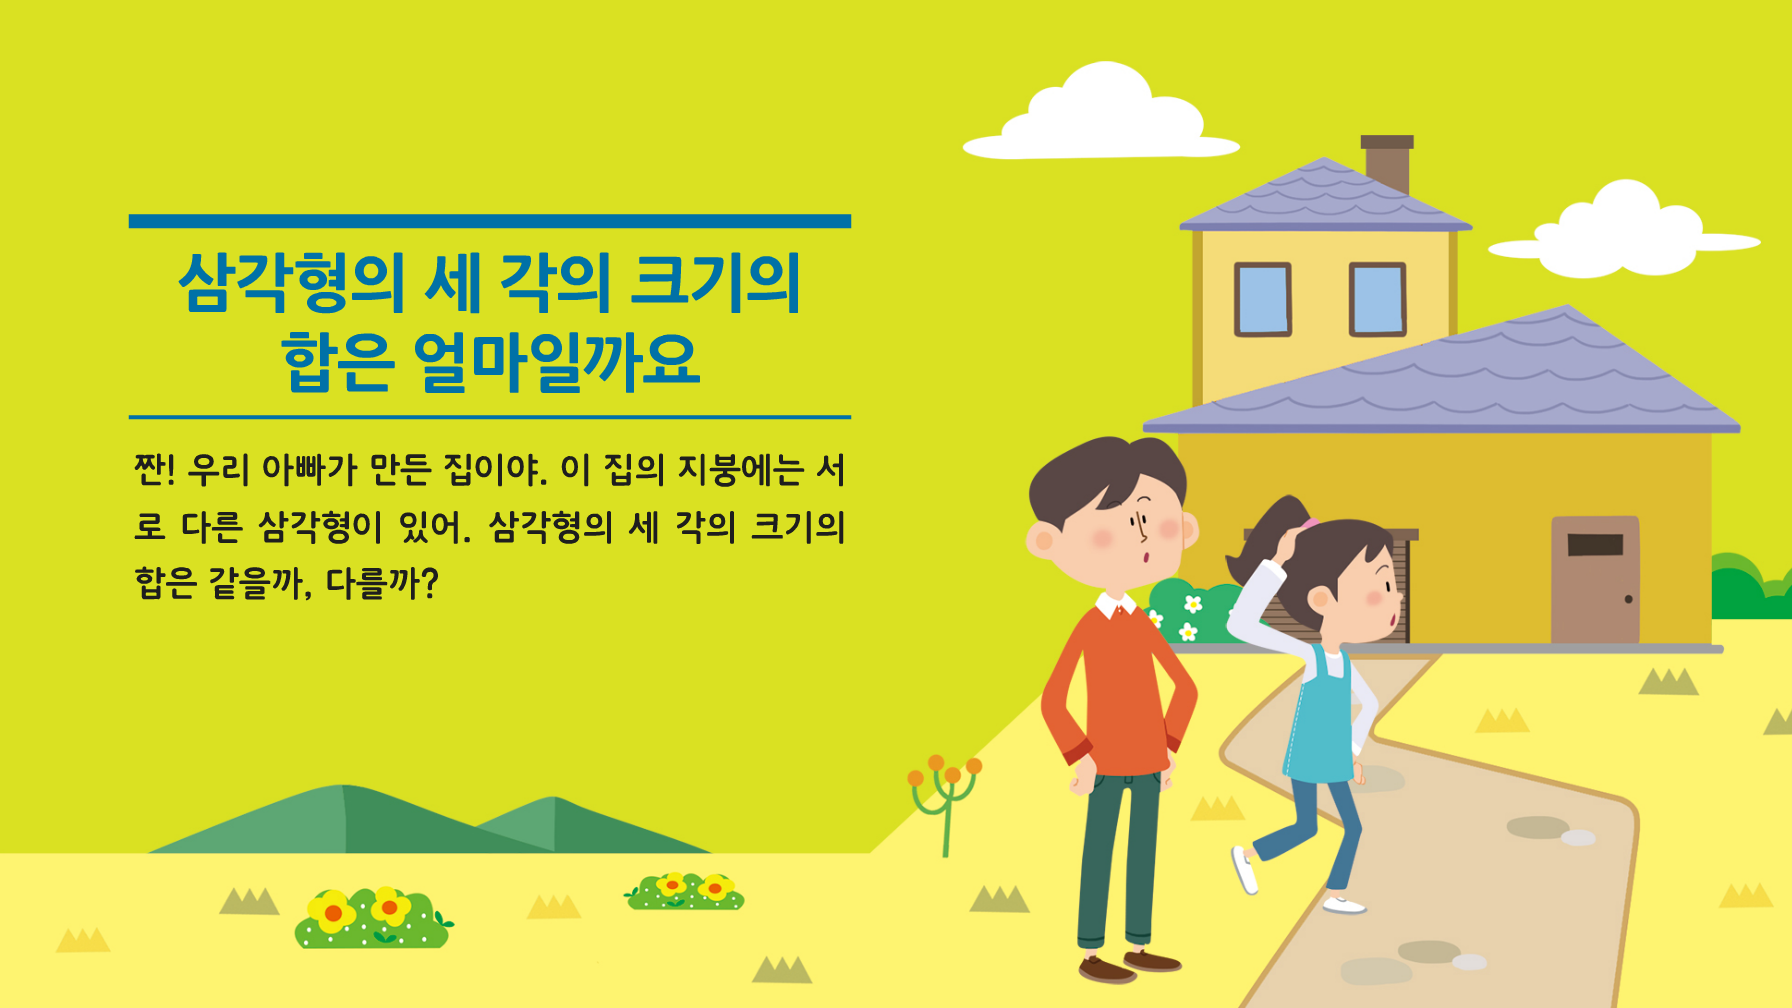 삼각형의 세 각의 크기의
합은 얼마일까요
짠! 우리 아빠가 만든 집이야. 이 집의 지붕에는 서
로 다른 삼각형이 있어. 삼각형의 세 각의 크기의
합은 같을까, 다를까?